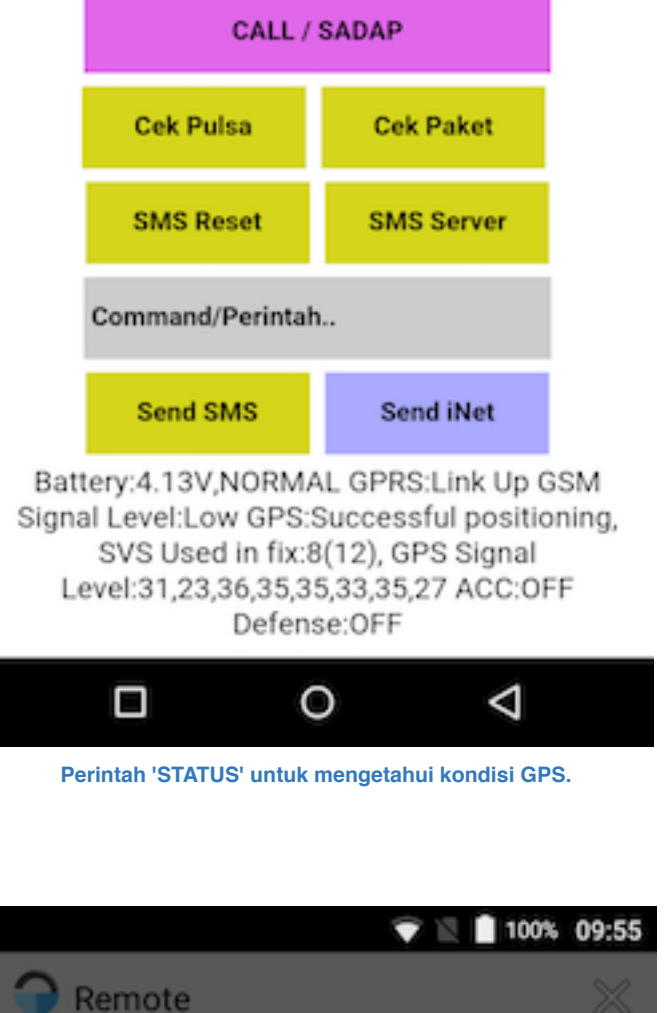 CALL / SADAP
Cek Pulsa
Cek Paket
SMS Reset
SMS Server
Command/Perintah..
Send SMS
Send iNet
Battery:4.13V,NORMAL GPRS:Link Up GSM
Signal Level:Low GPS:Successful positioning,
SVS Used in fix:8(12), GPS Signal
Level:31,23,36,35,35,33,35,27 ACC:OFF
Defense:OFF
Perintah 'STATUS' untuk mengetahui kondisi GPS.
100% 09:55
Remote